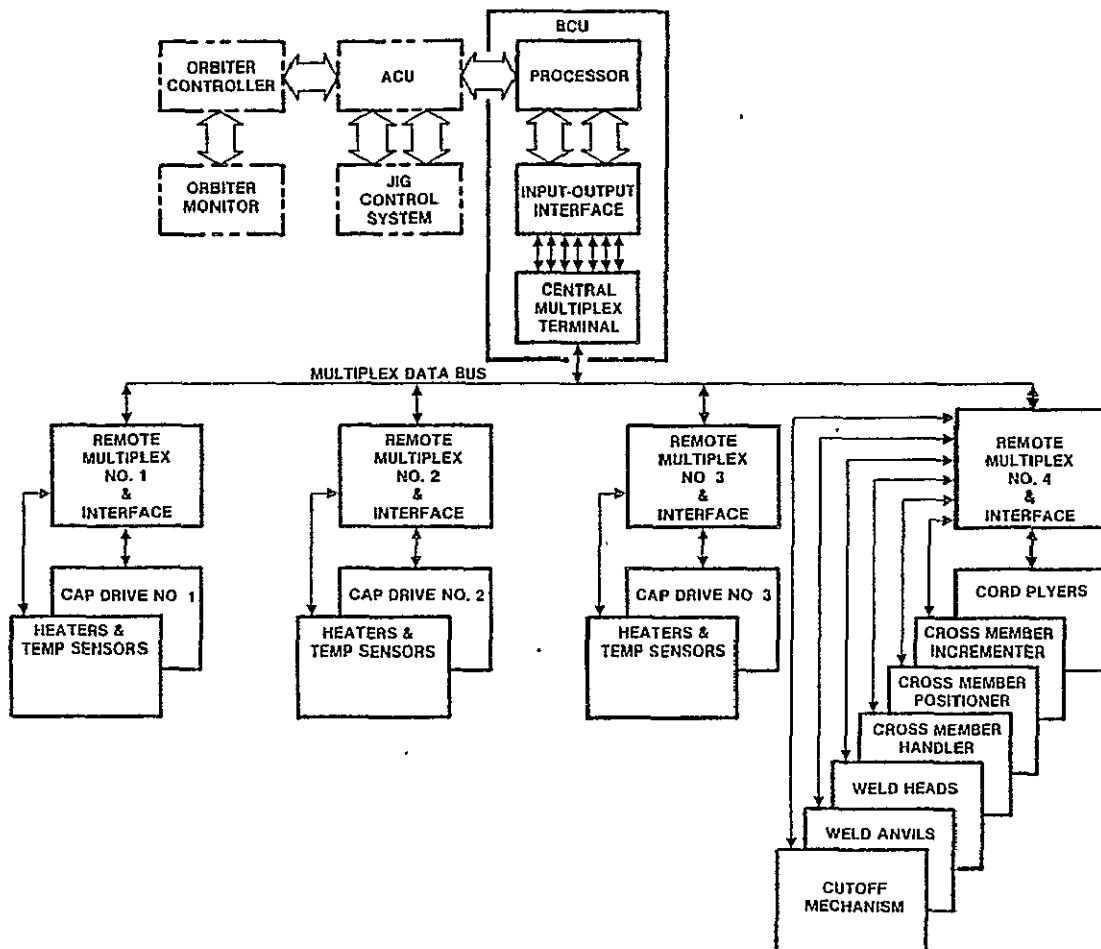 BCU
ORBITER
CONTROLLER
ACU
PROCESSOR
ORBITER
MONITOR
JIG
CONTROL
SYSTEM
INPUT-OUTPUT
INTERFACE
CENTRAL
MULTIPLEX
TERMINAL
MULTIPLEX DATA BUS
REMOTE
MULTIPLEX
NO. 1
&
INTERFACE
REMOTE
MULTIPLEX
NO. 2
&
INTERFACE
REMOTE
MULTIPLEX
NO 3
&
INTERFACE
REMOTE
MULTIPLEX
NO. 4
&
INTERFACE
CAP DRIVE NO 1
HEATERS &
TEMP SENSORS
CAP DRIVE NO. 2
HEATERS &
TEMP SENSORS
CAP DRIVE NO 3
HEATERS &
TEMP SENSORS
CORD PLYERS
CROSS MEMBER
INCREMENTER
CROSS MEMBER
POSITIONER
CROSS MEMBER
HANDLER
WELD HEADS
WELD ANVILS
CUTOFF
MECHANISM